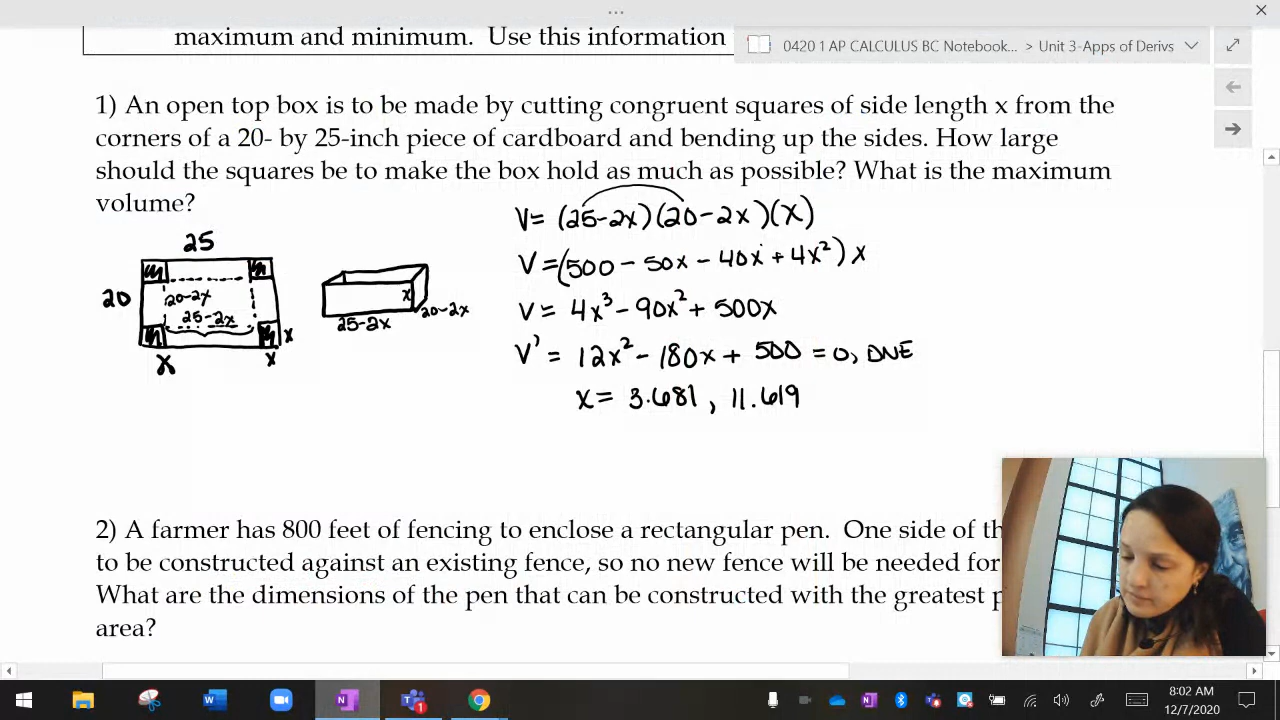 maximum and minimum. Use this information
0420 1 AP CALCULUS BC Notebook... > Unit 3-Apps of Derivs
1) An open top box is to be made by cutting congruent squares of side length x from the
corners of a 20- by 25-inch piece of cardboard and bending up the sides. How large
should the squares be to make the box hold as much as possible? What is the maximum
volume?
25
20
20-2x
25-2x
x
x
x
x
20-2x
25-2x
V= (25-2x)(20-2x)(x)
V=(500 - 50x - 40x + 4x²) x
V= 4x³ - 90x² + 500x
V' = 12x² - 180x + 500 = 0, DNE
x= 3.681, 11.619
2) A farmer has 800 feet of fencing to enclose a rectangular pen. One side of th
to be constructed against an existing fence, so no new fence will be needed for
What are the dimensions of the pen that can be constructed with the greatest p
area?
8:02 AM
12/7/2020